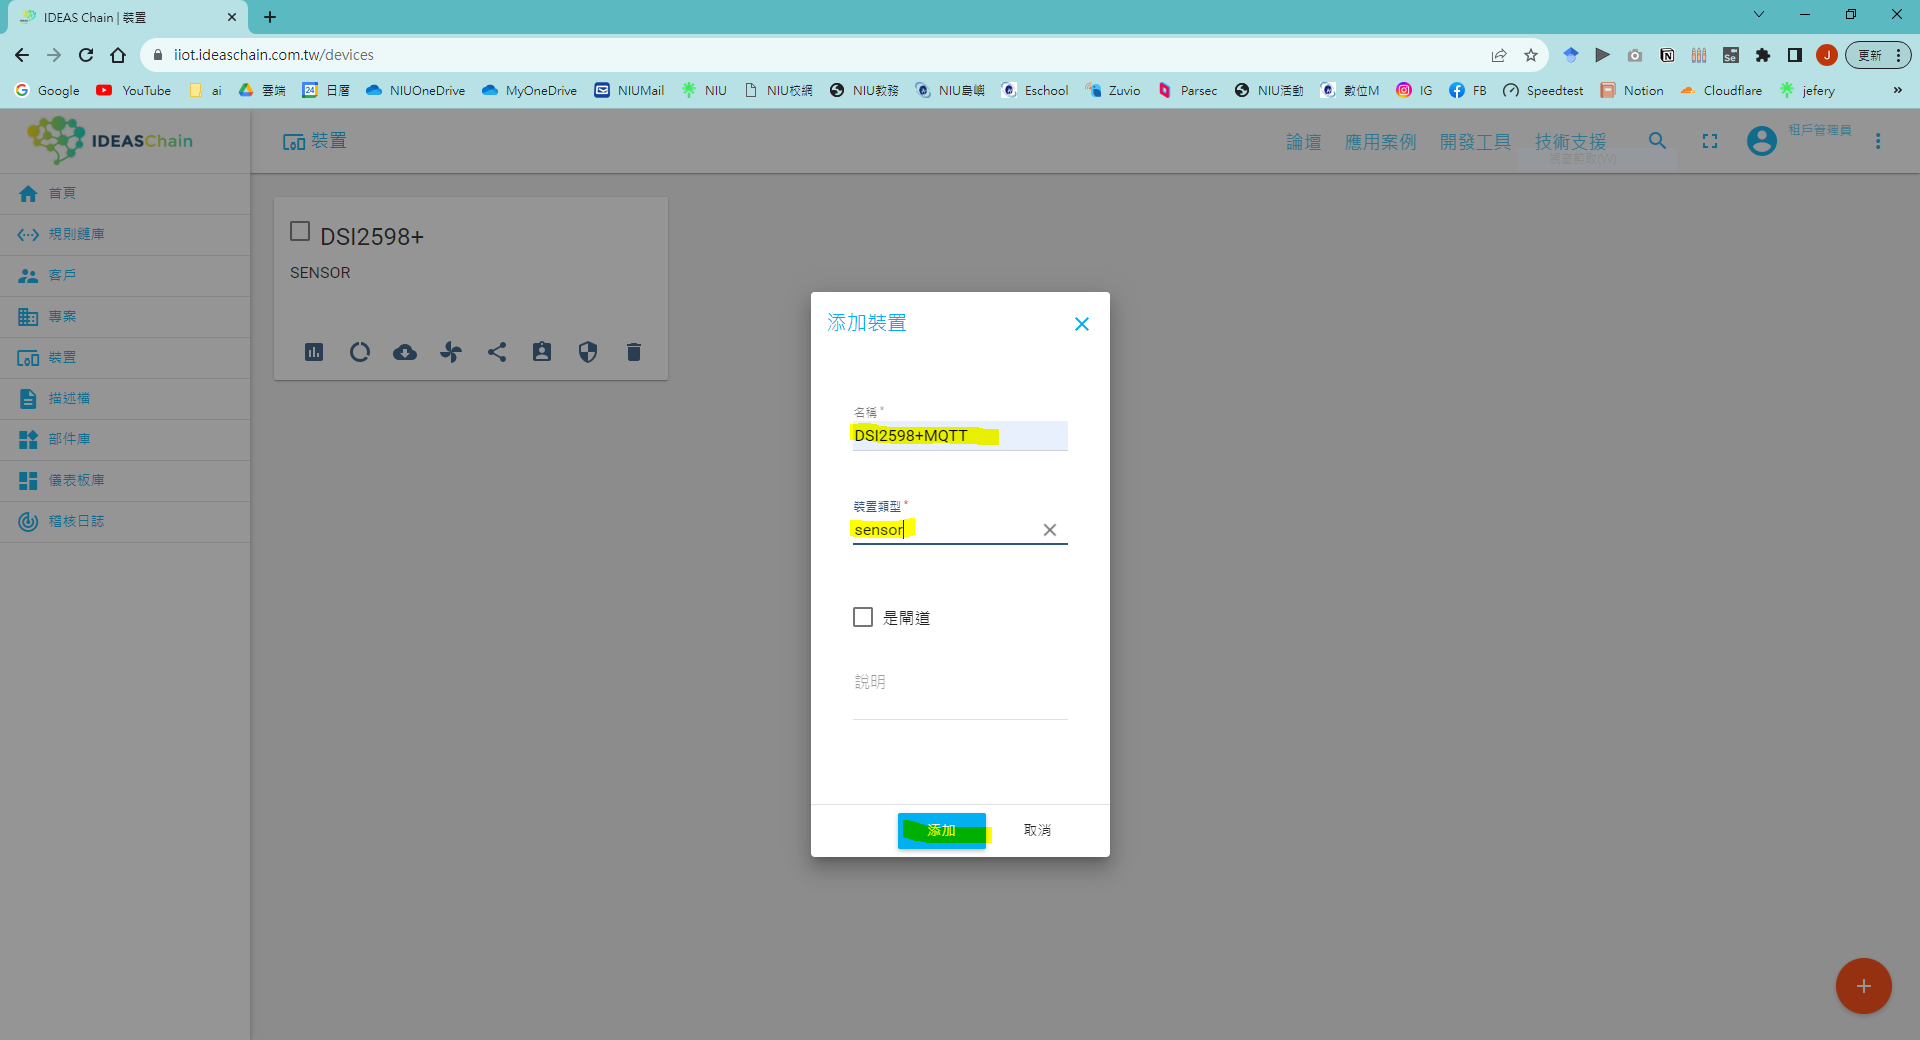 IDEAS Chain | 裝置
iiot.ideaschain.com.tw/devices
更新
Google YouTube ai 雲端 日曆 NIUOneDrive MyOneDrive NIUMail NIU NIU校網 NIU教務 NIU島嶼 Eschool Zuvio Parsec NIU活動 數位M IG FB Speedtest Notion Cloudflare jefery »
IDEASChain
裝置
論壇 應用案例 開發工具 技術支援
租戶管理員
首頁
規則鏈庫
客戶
專案
裝置
描述檔
部件庫
儀表板庫
稽核日誌
DSI2598+
SENSOR
添加裝置
名稱 *
DSI2598+MQTT
裝置類型 *
sensor
是閘道
說明
添加 取消